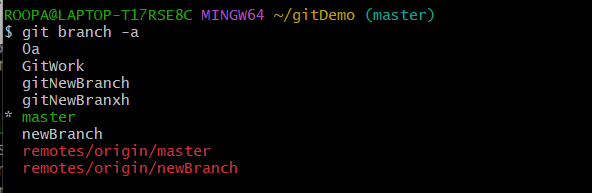 ROOPA@LAPTOP-T17RSE8C MINGW64 ~/gitDemo (master)
$ git branch -a
Oa
GitWork
gitNewBranch
gitNewBranxh
* master
newBranch
remotes/origin/master
remotes/origin/newBranch